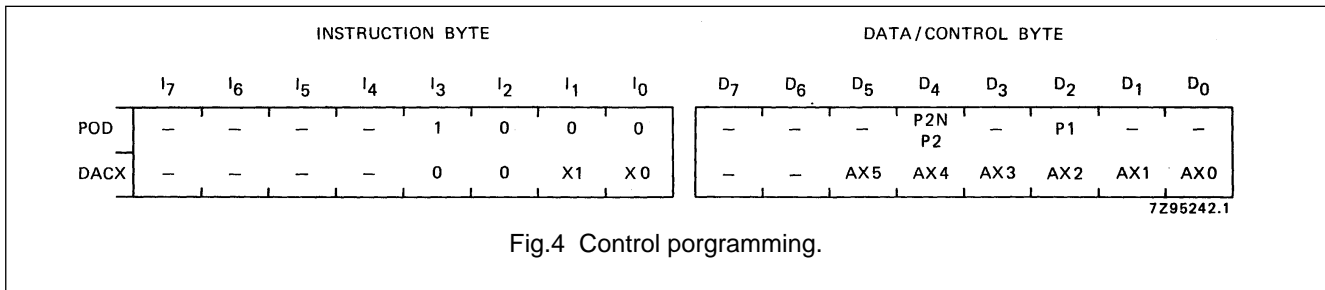 INSTRUCTION BYTE DATA/CONTROL BYTE
I7 I6 I5 I4 I3 I2 I1 I0 D7 D6 D5 D4 D3 D2 D1 D0
POD – – – – 1 0 0 0 – – – P2N P2 – P1 – –
DACX – – – – 0 0 X1 X0 – – AX5 AX4 AX3 AX2 AX1 AX0
7Z95242.1
Fig.4 Control porgramming.